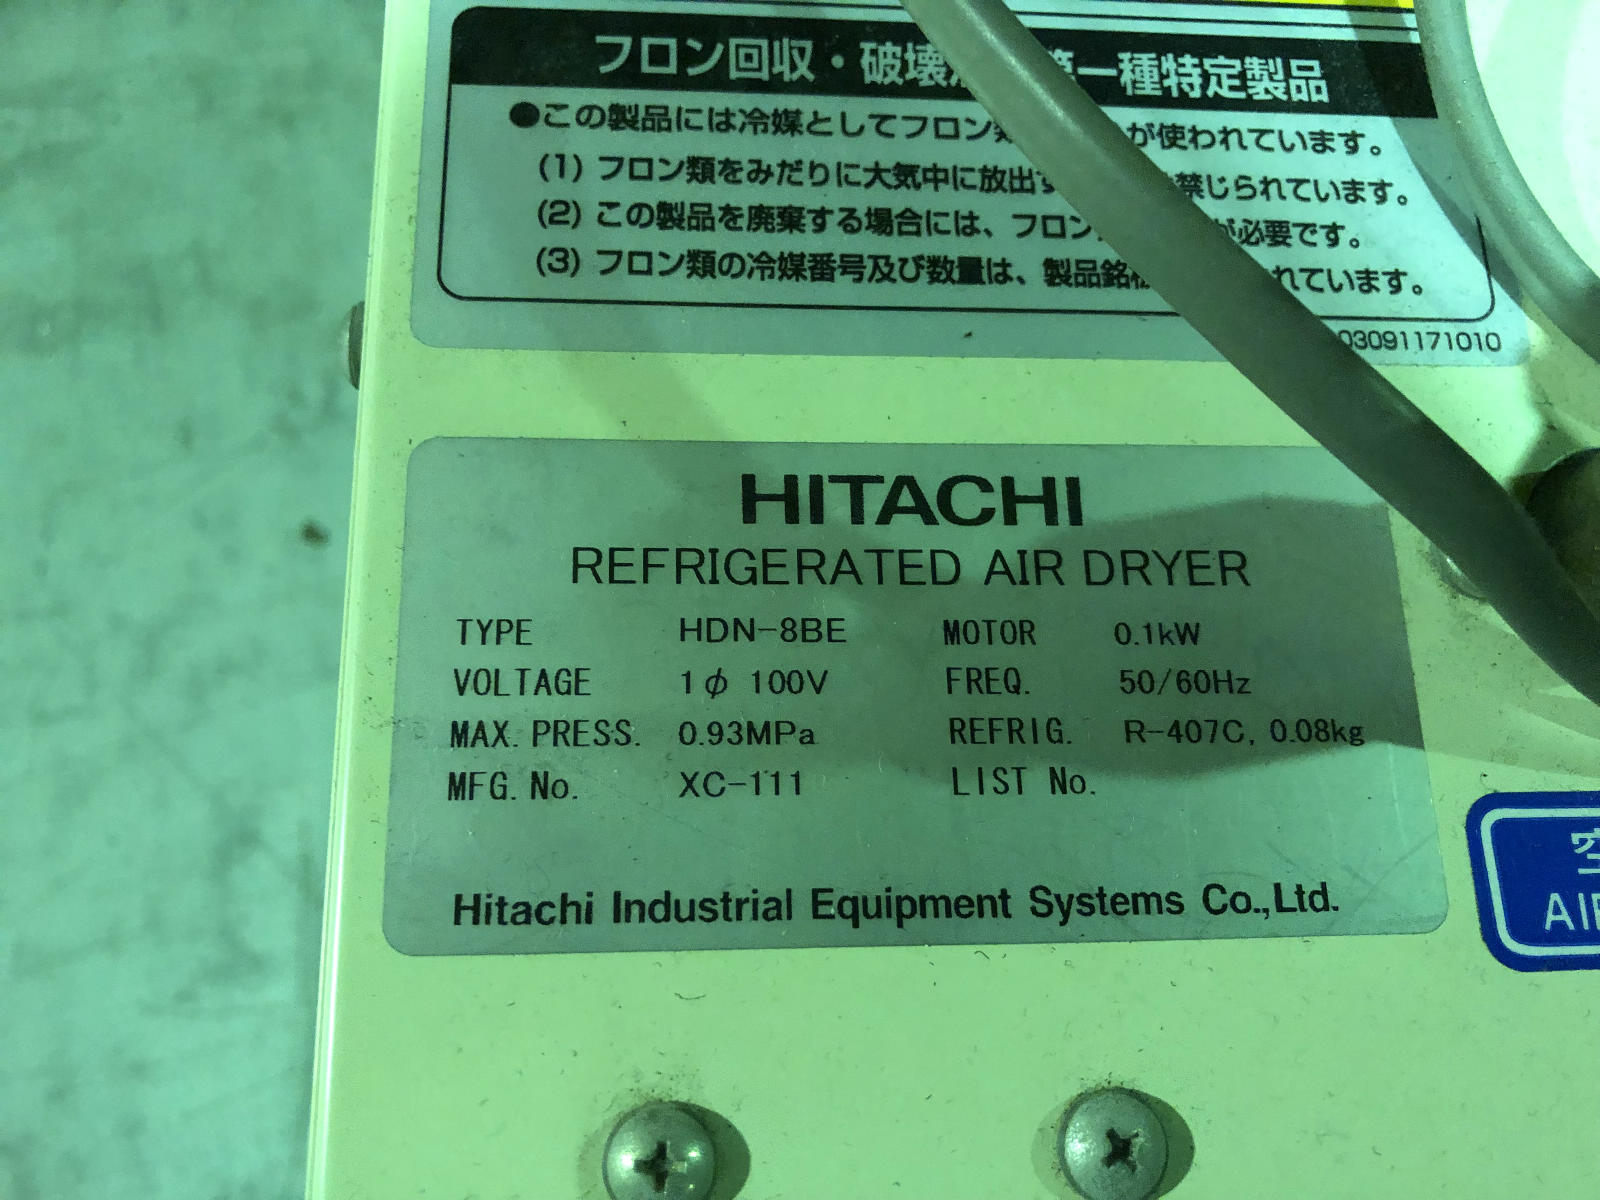 フロン回収・破壊 第一種特定製品
●この製品には冷媒としてフロン類 が使われています。
(1) フロン類をみだりに大気中に放出す 禁じられています。
(2) この製品を廃棄する場合には、フロン が必要です。
(3) フロン類の冷媒番号及び数量は、製品銘板 れています。
03091171010
HITACHI
REFRIGERATED AIR DRYER
TYPE HDN-8BE MOTOR 0.1kW
VOLTAGE 1φ 100V FREQ. 50/60Hz
MAX. PRESS. 0.93MPa REFRIG. R-407C, 0.08kg
MFG. No. XC-111 LIST No.
空
AIR
Hitachi Industrial Equipment Systems Co.,Ltd.